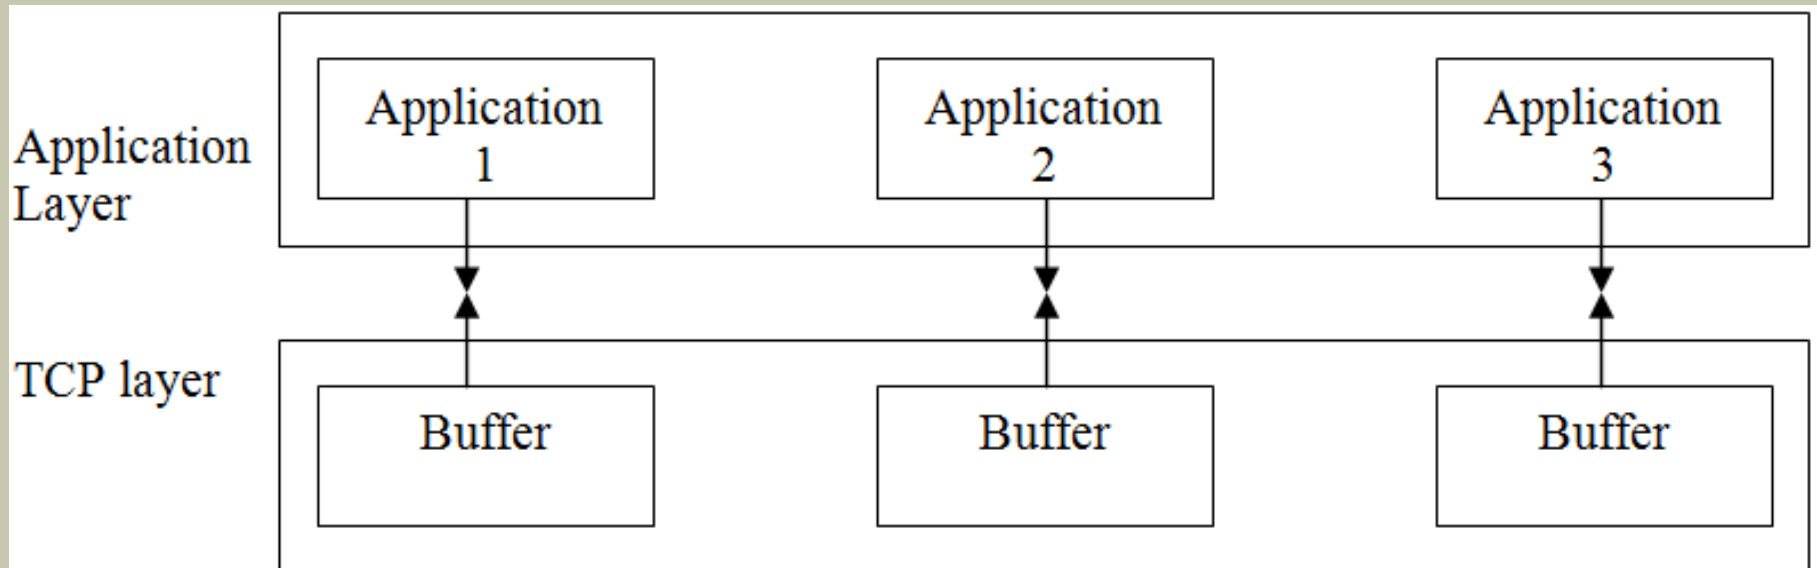 Application
1
Application
2
Application
3
Application
Layer
TCP layer
Buffer
Buffer
Buffer